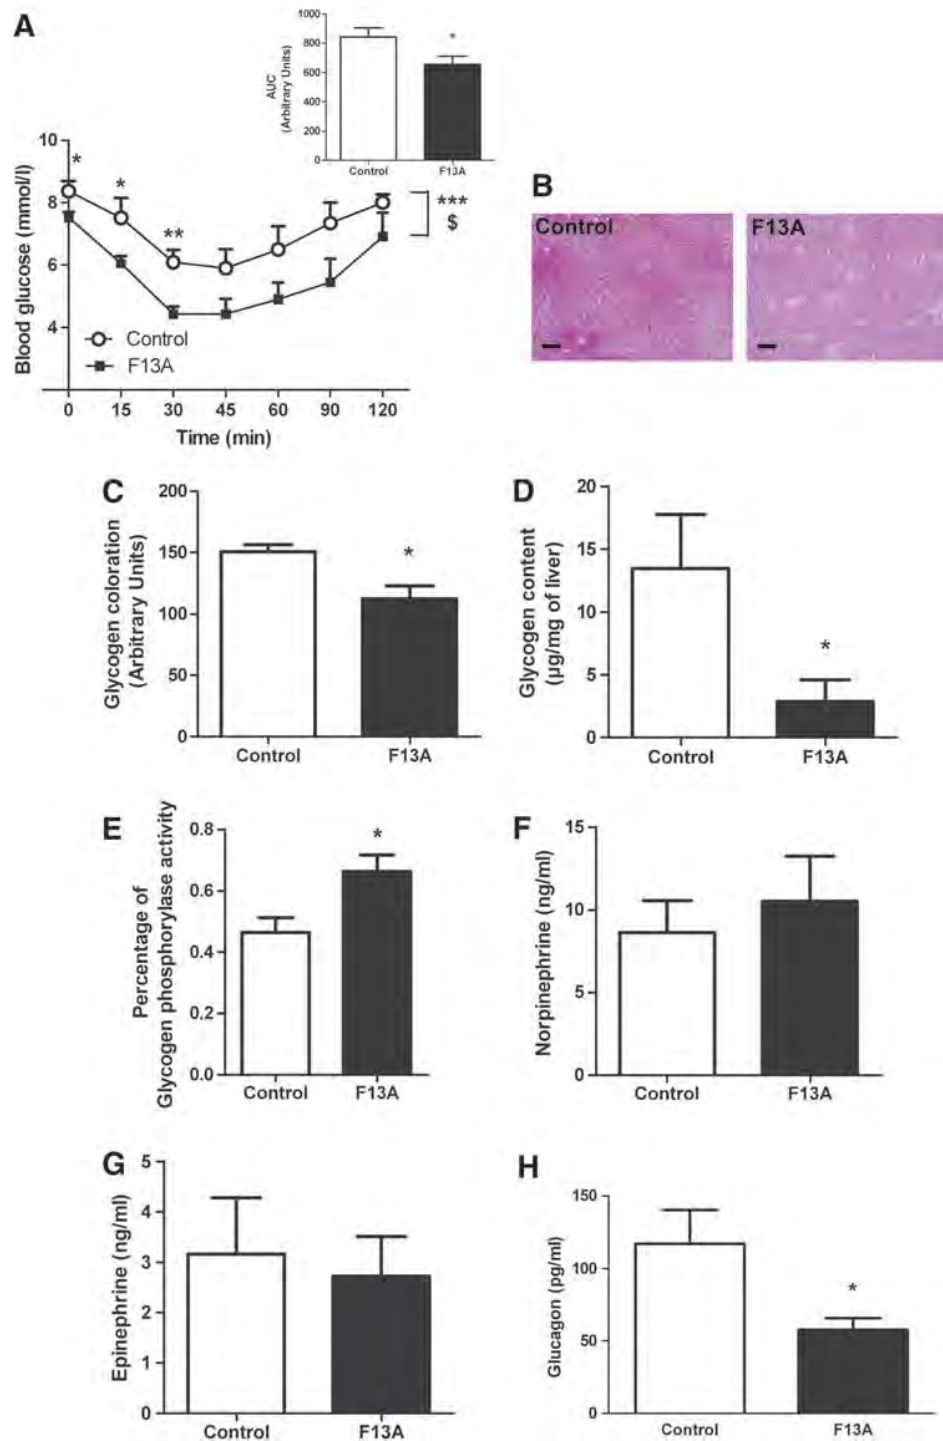 A
1000
800
600
400
200
0
AUC
(Arbitrary Units)
*
Control
F13A
10
8
6
4
Blood glucose (mmol/l)
*
*
**
***
$
Control
F13A
0 15 30 45 60 90 120
Time (min)
B
Control
F13A
C
200
150
100
50
0
Glycogen coloration
(Arbitrary Units)
*
Control
F13A
D
20
15
10
5
0
Glycogen content
(µg/mg of liver)
*
Control
F13A
E
0.8
0.6
0.4
0.2
0.0
Percentage of
Glycogen phosphorylase activity
*
Control
F13A
F
15
10
5
0
Norpinephrine (ng/ml)
Control
F13A
G
5
4
3
2
1
0
Epinephrine (ng/ml)
Control
F13A
H
150
100
50
0
Glucagon (pg/ml)
*
Control
F13A